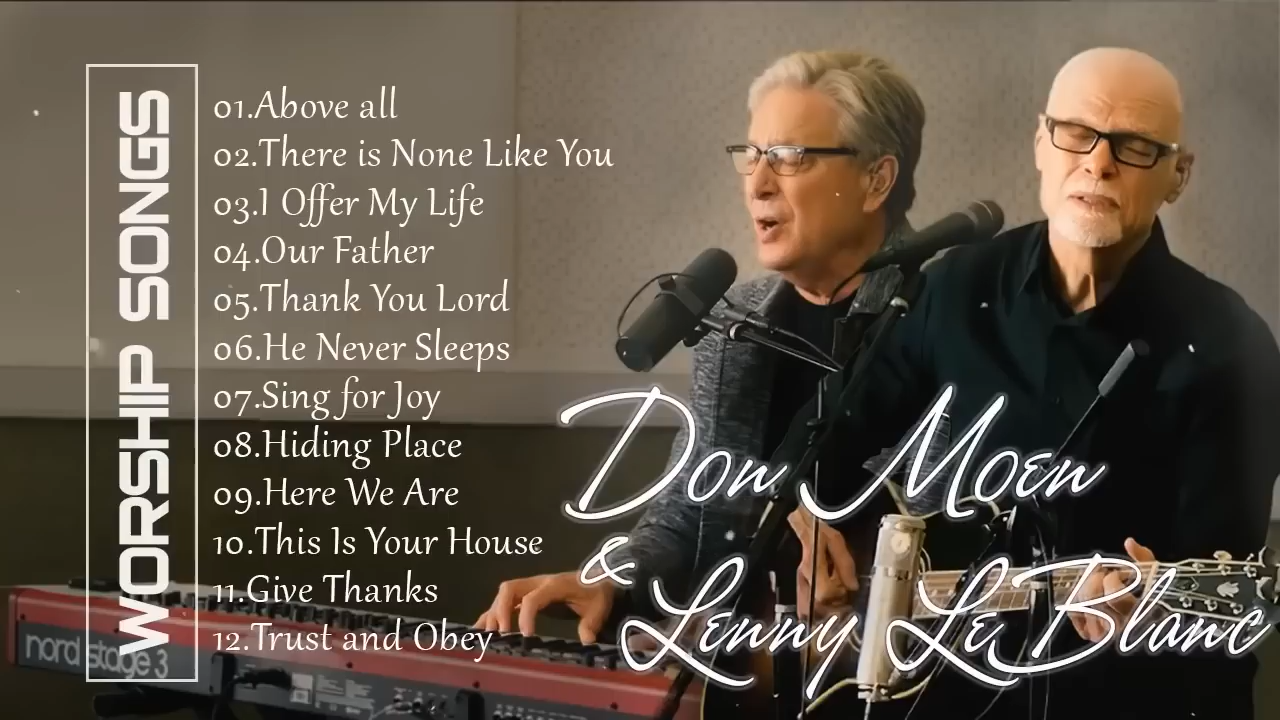 WORSHIP SONGS
01.Above all
02.There is None Like You
03.I Offer My Life
04.Our Father
05.Thank You Lord
06.He Never Sleeps
07.Sing for Joy
08.Hiding Place
09.Here We Are
10.This Is Your House
11.Give Thanks
12.Trust and Obey
Don Moen
&
Lenny LeBlanc
nord stage 3